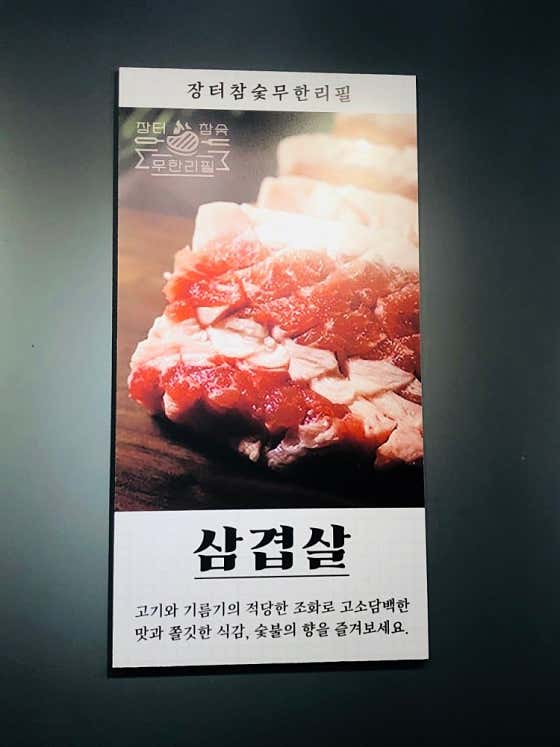 장터참숯무한리필
장터 참숯
무한리필
삼겹살
고기와 기름기의 적당한 조화로 고소담백한
맛과 쫄깃한 식감, 숯불의 향을 즐겨보세요.